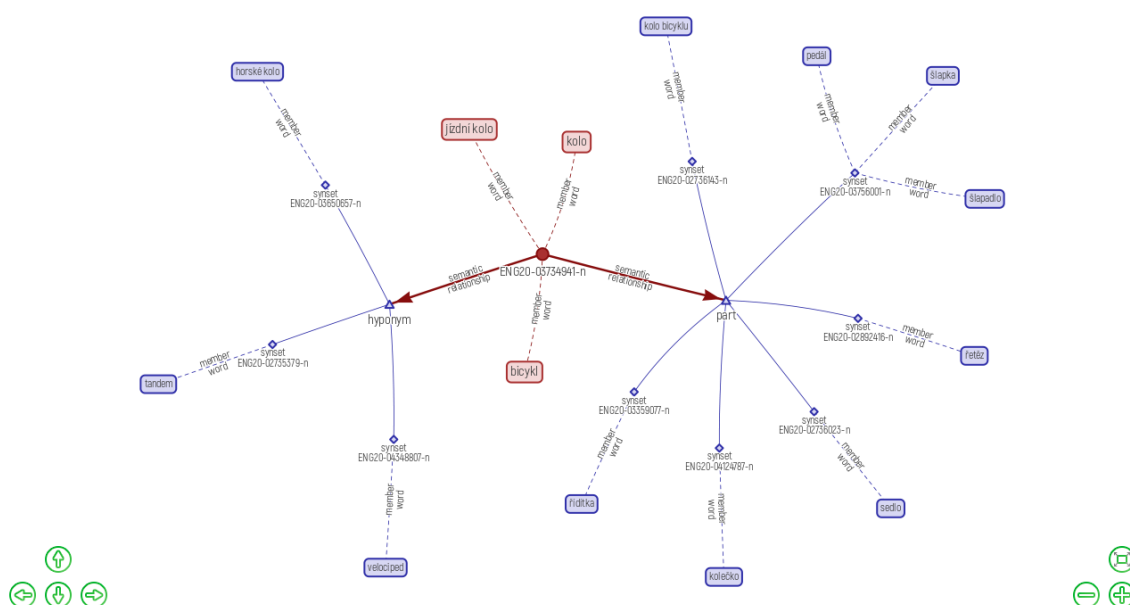 kolo bicyklu
pedál
šlapka
horské kolo
member
word
member
word
member
word
member
word
jízdní kolo
kolo
synset
ENG20-02736143-n
synset
ENG20-03756001-n
member
word
šlapadlo
synset
ENG20-03650657-n
member
word
member
word
semantic
relationship
ENG20-03734941-n
semantic
relationship
hyponym
member
word
part
synset
ENG20-02892416-n
member
word
řetěz
member
word
synset
ENG20-02735379-n
tandem
bicykl
synset
ENG20-03359077-n
synset
ENG20-02736023-n
synset
ENG20-04348807-n
member
word
synset
ENG20-04124787-n
member
word
member
word
member
word
řídítka
sedlo
velocipéd
kolečko